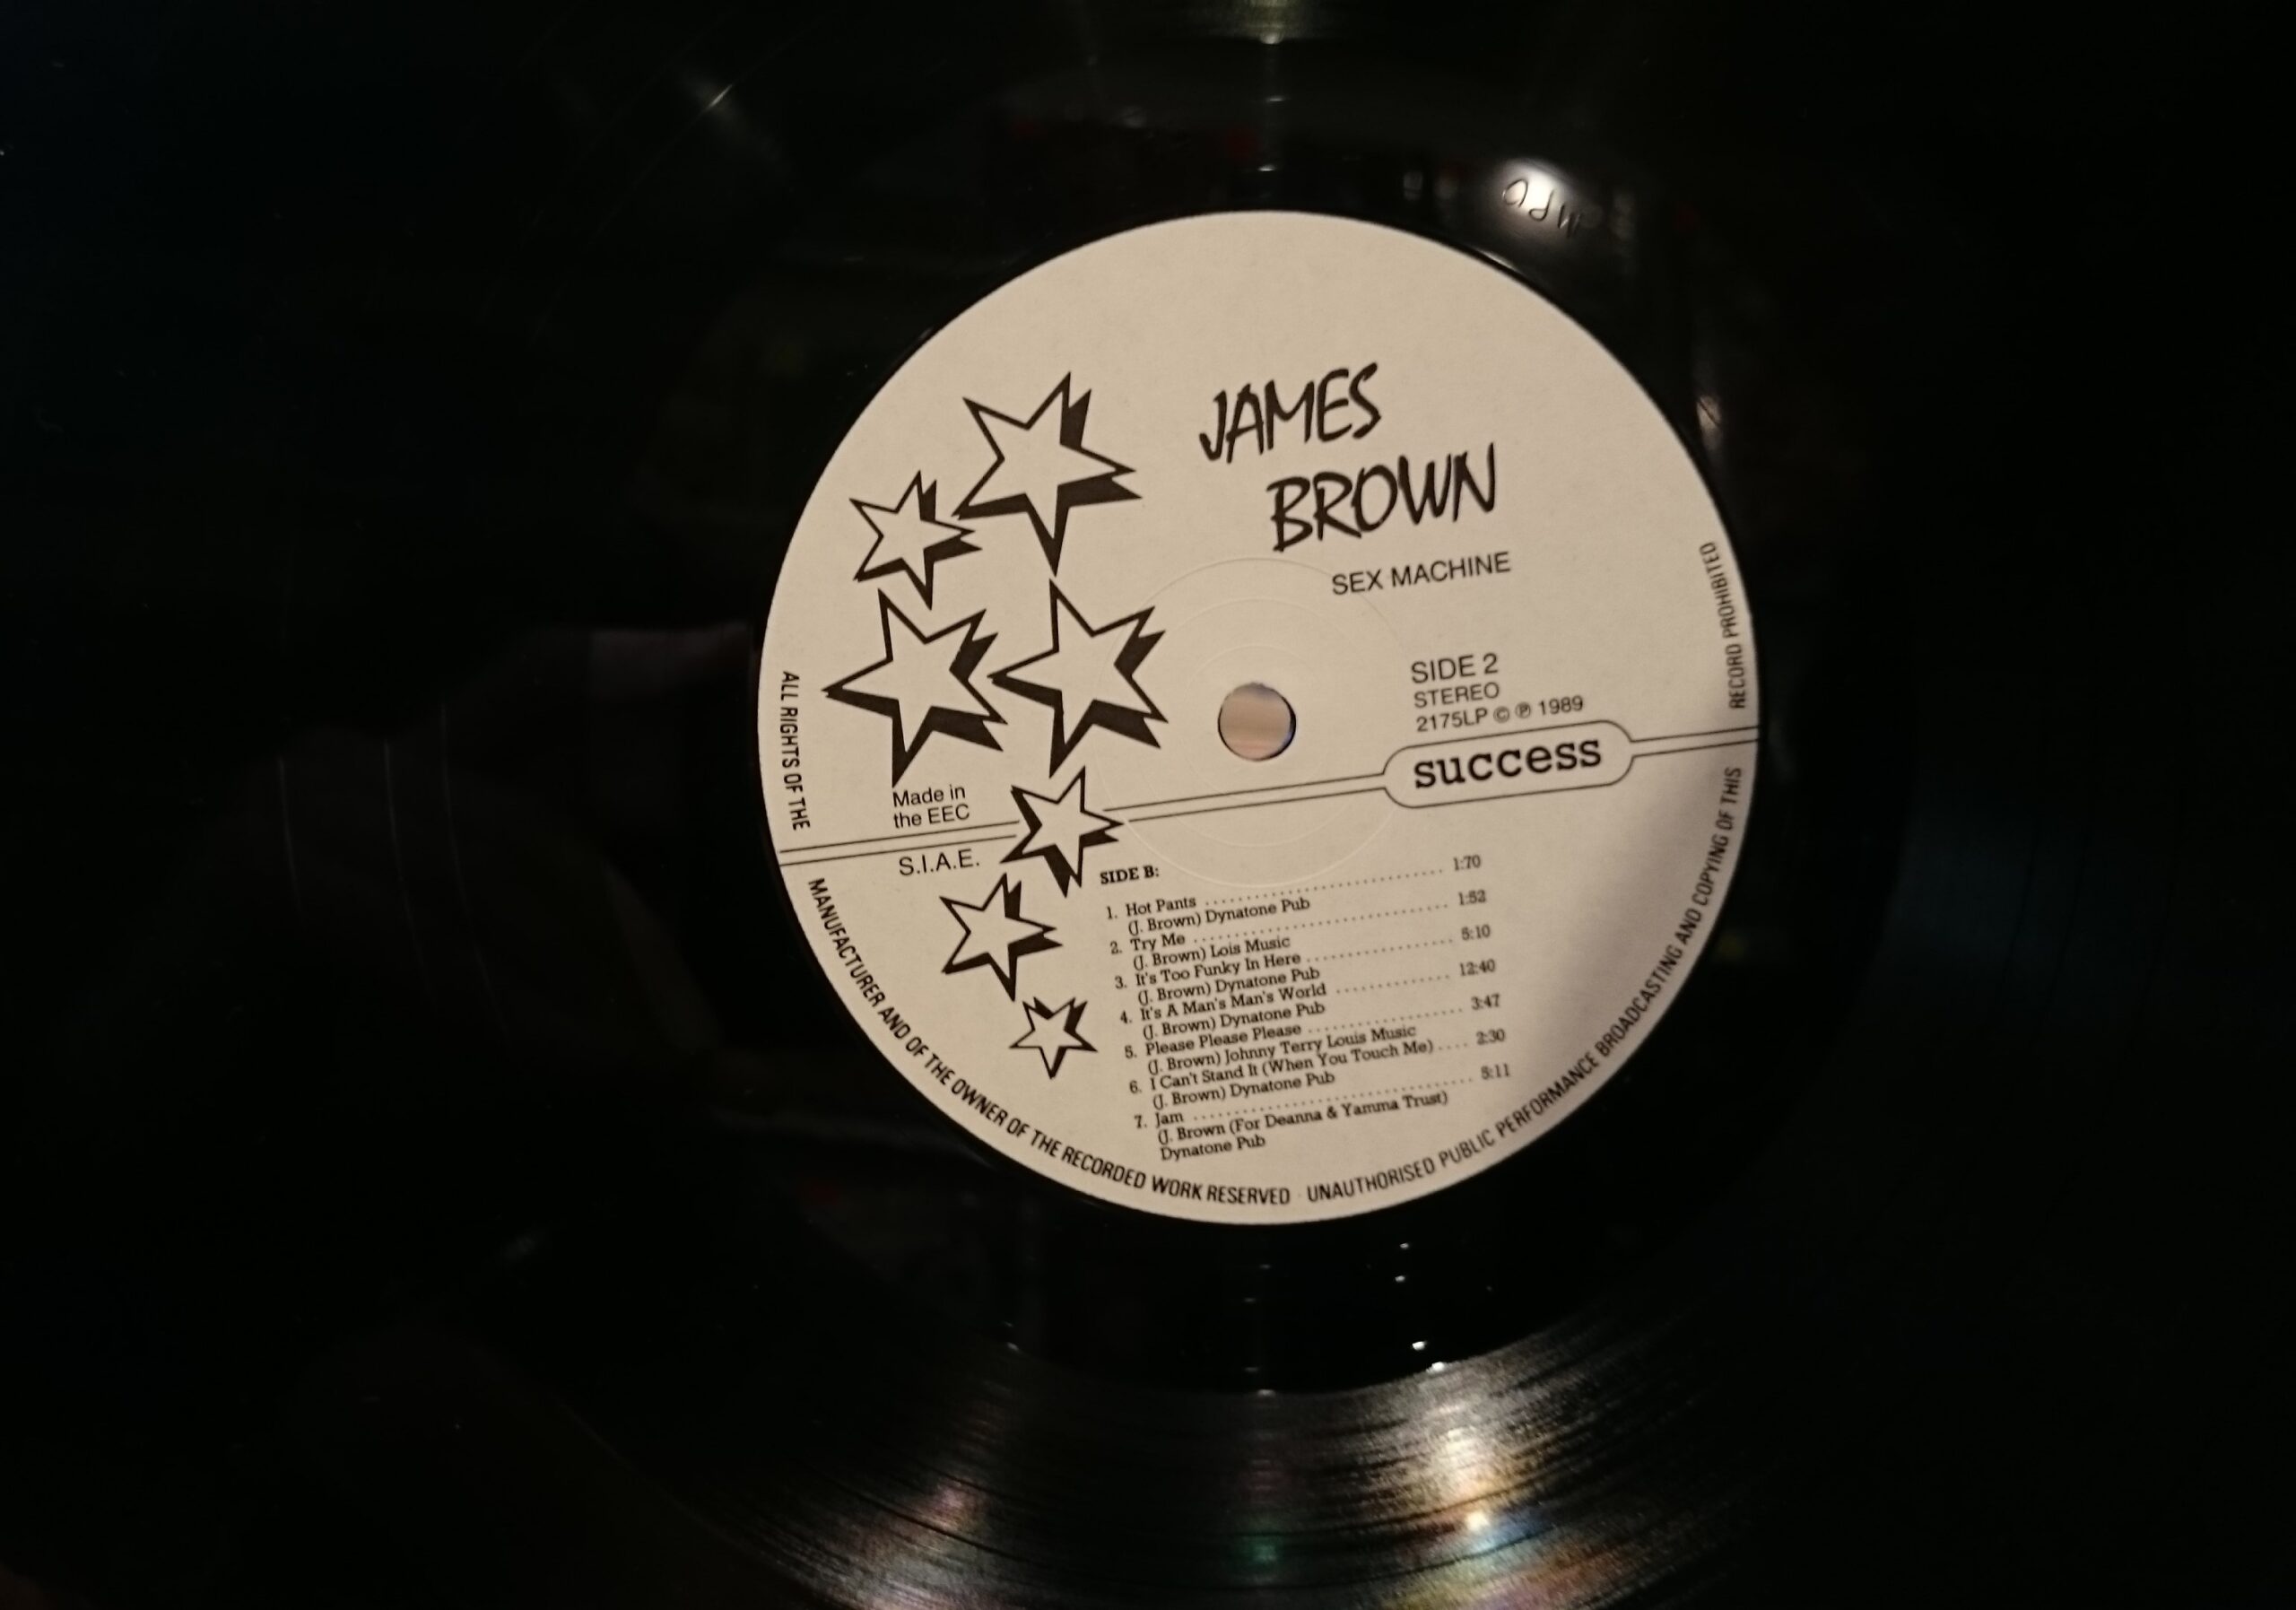 MPO
JAMES
BROWN
SEX MACHINE
SIDE 2
STEREO
2175LP © ℗ 1989
success
Made in
the EEC
S.I.A.E.
SIDE B:
1. Hot Pants ........................ 1:70
(J. Brown) Dynatone Pub
2. Try Me ........................ 1:52
(J. Brown) Lois Music
3. It's Too Funky In Here ............... 5:10
(J. Brown) Dynatone Pub
4. It's A Man's Man's World ............ 12:40
(J. Brown) Dynatone Pub
5. Please Please Please ............... 3:47
(J. Brown) Johnny Terry Louis Music
6. I Can't Stand It (When You Touch Me) .... 2:30
(J. Brown) Dynatone Pub
7. Jam ........................ 5:11
(J. Brown (For Deanna & Yamma Trust)
Dynatone Pub
ALL RIGHTS OF THE MANUFACTURER AND OF THE OWNER OF THE RECORDED WORK RESERVED · UNAUTHORISED PUBLIC PERFORMANCE BROADCASTING AND COPYING OF THIS RECORD PROHIBITED